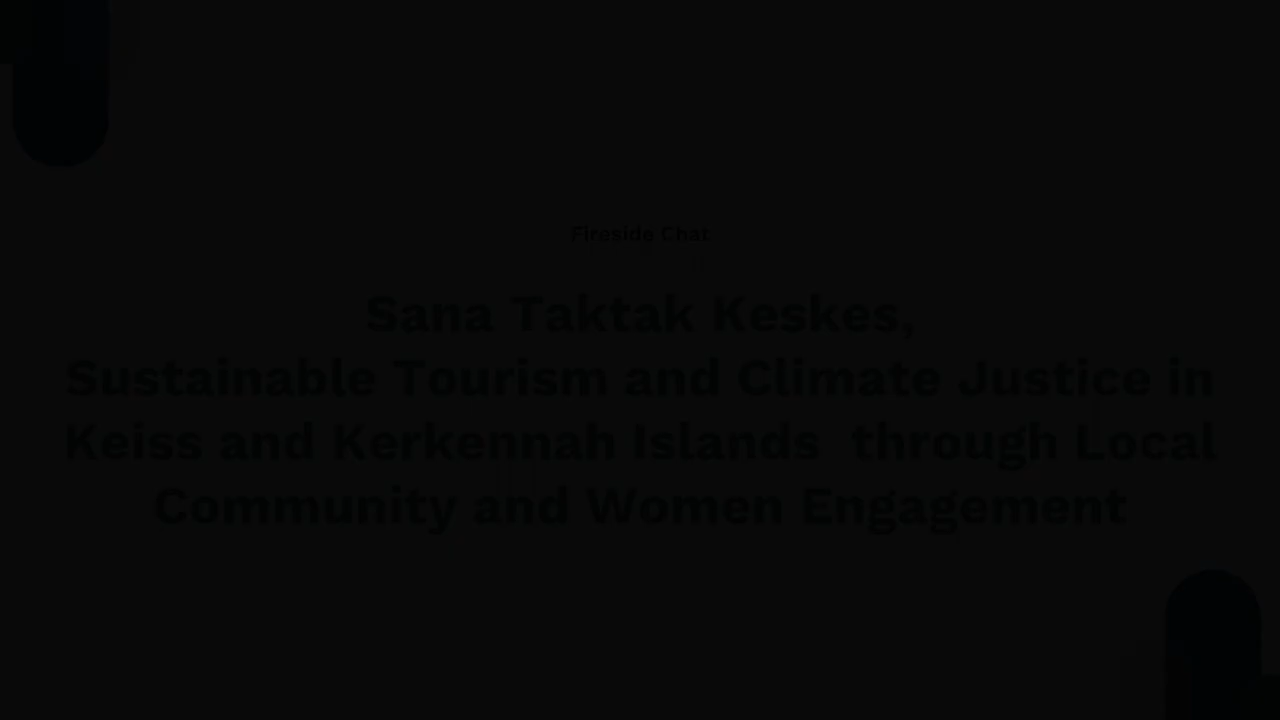 Fireside Chat
Sana Taktak Keskes,
Sustainable Tourism and Climate Justice in
Keiss and Kerkennah Islands through Local
Community and Women Engagement